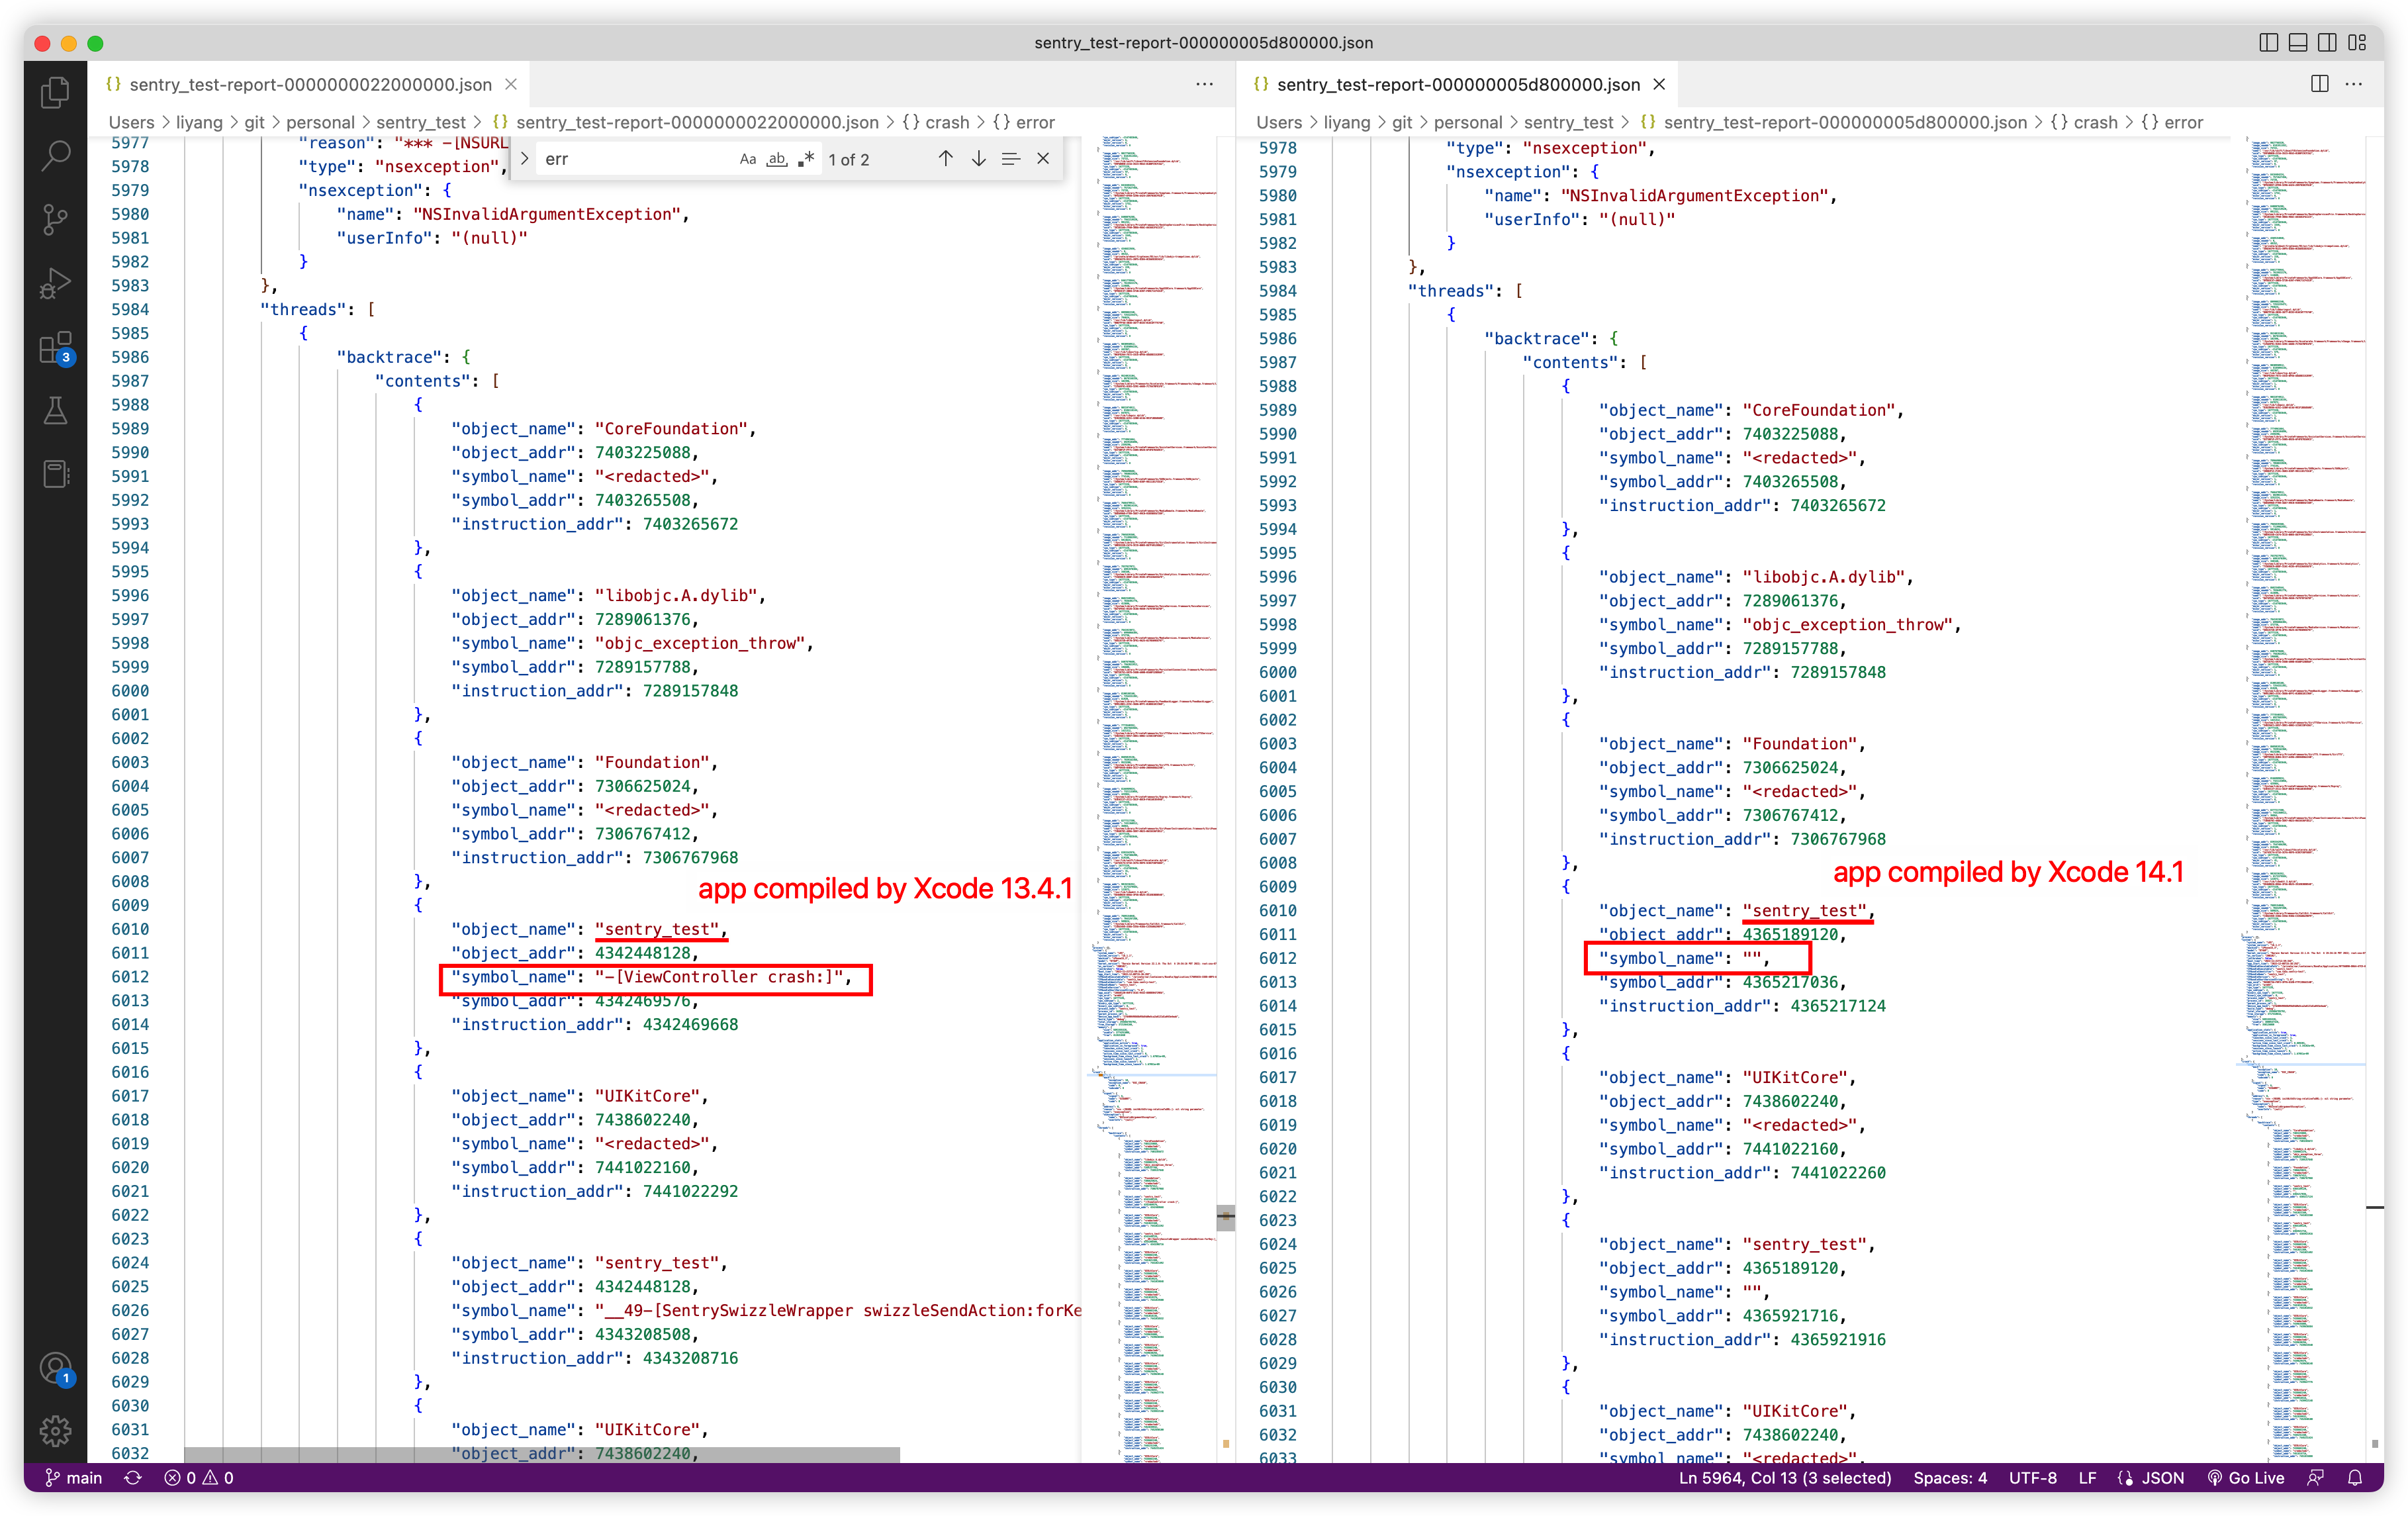 sentry_test-report-000000005d800000.json
{} sentry_test-report-0000000022000000.json
Users > liyang > git > personal > sentry_test > {} sentry_test-report-0000000022000000.json > {} crash > {} error
err
Aa ab .* 1 of 2
5977 "reason": "*** -[NSURL
5978 "type": "nsexception",
5979 "nsexception": {
5980 "name": "NSInvalidArgumentException",
5981 "userInfo": "(null)"
5982 }
5983 },
5984 "threads": [
5985 {
5986 "backtrace": {
5987 "contents": [
5988 {
5989 "object_name": "CoreFoundation",
5990 "object_addr": 7403225088,
5991 "symbol_name": "<redacted>",
5992 "symbol_addr": 7403265508,
5993 "instruction_addr": 7403265672
5994 },
5995 {
5996 "object_name": "libobjc.A.dylib",
5997 "object_addr": 7289061376,
5998 "symbol_name": "objc_exception_throw",
5999 "symbol_addr": 7289157788,
6000 "instruction_addr": 7289157848
6001 },
6002 {
6003 "object_name": "Foundation",
6004 "object_addr": 7306625024,
6005 "symbol_name": "<redacted>",
6006 "symbol_addr": 7306767412,
6007 "instruction_addr": 7306767968
6008 },
app compiled by Xcode 13.4.1
6009 {
6010 "object_name": "sentry_test",
6011 "object_addr": 4342448128,
6012 "symbol_name": "-[ViewController crash:]",
6013 "symbol_addr": 4342469576,
6014 "instruction_addr": 4342469668
6015 },
6016 {
6017 "object_name": "UIKitCore",
6018 "object_addr": 7438602240,
6019 "symbol_name": "<redacted>",
6020 "symbol_addr": 7441022160,
6021 "instruction_addr": 7441022292
6022 },
6023 {
6024 "object_name": "sentry_test",
6025 "object_addr": 4342448128,
6026 "symbol_name": "__49-[SentrySwizzleWrapper swizzleSendAction:forKe
6027 "symbol_addr": 4343208508,
6028 "instruction_addr": 4343208716
6029 },
6030 {
6031 "object_name": "UIKitCore",
6032 "object_addr": 7438602240,
{} sentry_test-report-000000005d800000.json
Users > liyang > git > personal > sentry_test > {} sentry_test-report-000000005d800000.json > {} crash > {} error
5978 "type": "nsexception",
5979 "nsexception": {
5980 "name": "NSInvalidArgumentException",
5981 "userInfo": "(null)"
5982 }
5983 },
5984 "threads": [
5985 {
5986 "backtrace": {
5987 "contents": [
5988 {
5989 "object_name": "CoreFoundation",
5990 "object_addr": 7403225088,
5991 "symbol_name": "<redacted>",
5992 "symbol_addr": 7403265508,
5993 "instruction_addr": 7403265672
5994 },
5995 {
5996 "object_name": "libobjc.A.dylib",
5997 "object_addr": 7289061376,
5998 "symbol_name": "objc_exception_throw",
5999 "symbol_addr": 7289157788,
6000 "instruction_addr": 7289157848
6001 },
6002 {
6003 "object_name": "Foundation",
6004 "object_addr": 7306625024,
6005 "symbol_name": "<redacted>",
6006 "symbol_addr": 7306767412,
6007 "instruction_addr": 7306767968
6008 },
app compiled by Xcode 14.1
6009 {
6010 "object_name": "sentry_test",
6011 "object_addr": 4365189120,
6012 "symbol_name": "",
6013 "symbol_addr": 4365217036,
6014 "instruction_addr": 4365217124
6015 },
6016 {
6017 "object_name": "UIKitCore",
6018 "object_addr": 7438602240,
6019 "symbol_name": "<redacted>",
6020 "symbol_addr": 7441022160,
6021 "instruction_addr": 7441022260
6022 },
6023 {
6024 "object_name": "sentry_test",
6025 "object_addr": 4365189120,
6026 "symbol_name": "",
6027 "symbol_addr": 4365921716,
6028 "instruction_addr": 4365921916
6029 },
6030 {
6031 "object_name": "UIKitCore",
6032 "object_addr": 7438602240,
6033 "symbol_name": "<redacted>",
3
1
main 0 0 Ln 5964, Col 13 (3 selected) Spaces: 4 UTF-8 LF {} JSON Go Live